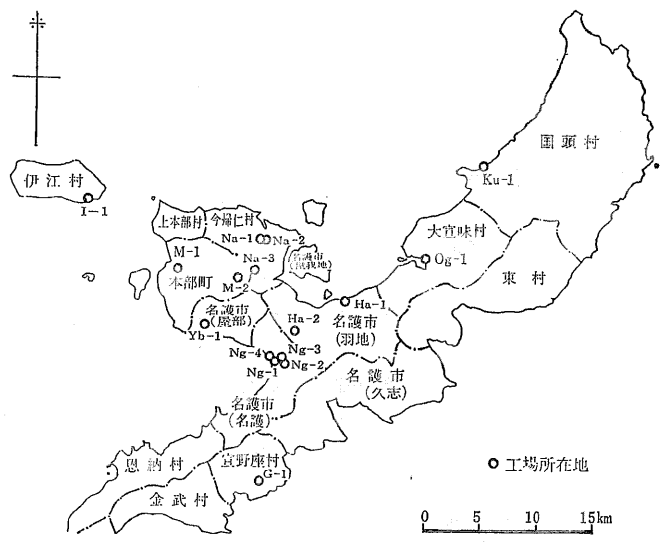 国頭村
Ku-1
伊江村
I-1
上本部村
今帰仁村
大宜味村
Na-1
Na-2
M-1
Na-3
名護市
Og-1
東村
本部町
M-2
名護市
(屋部)
Ha-1
Ha-2
名護市
(羽地)
Yb-1
Ng-4
Ng-3
Ng-1
Ng-2
名護市
(久志)
名護市
(名護)
恩納村
宜野座村
G-1
工場所在地
金武村
0 5 10 15km